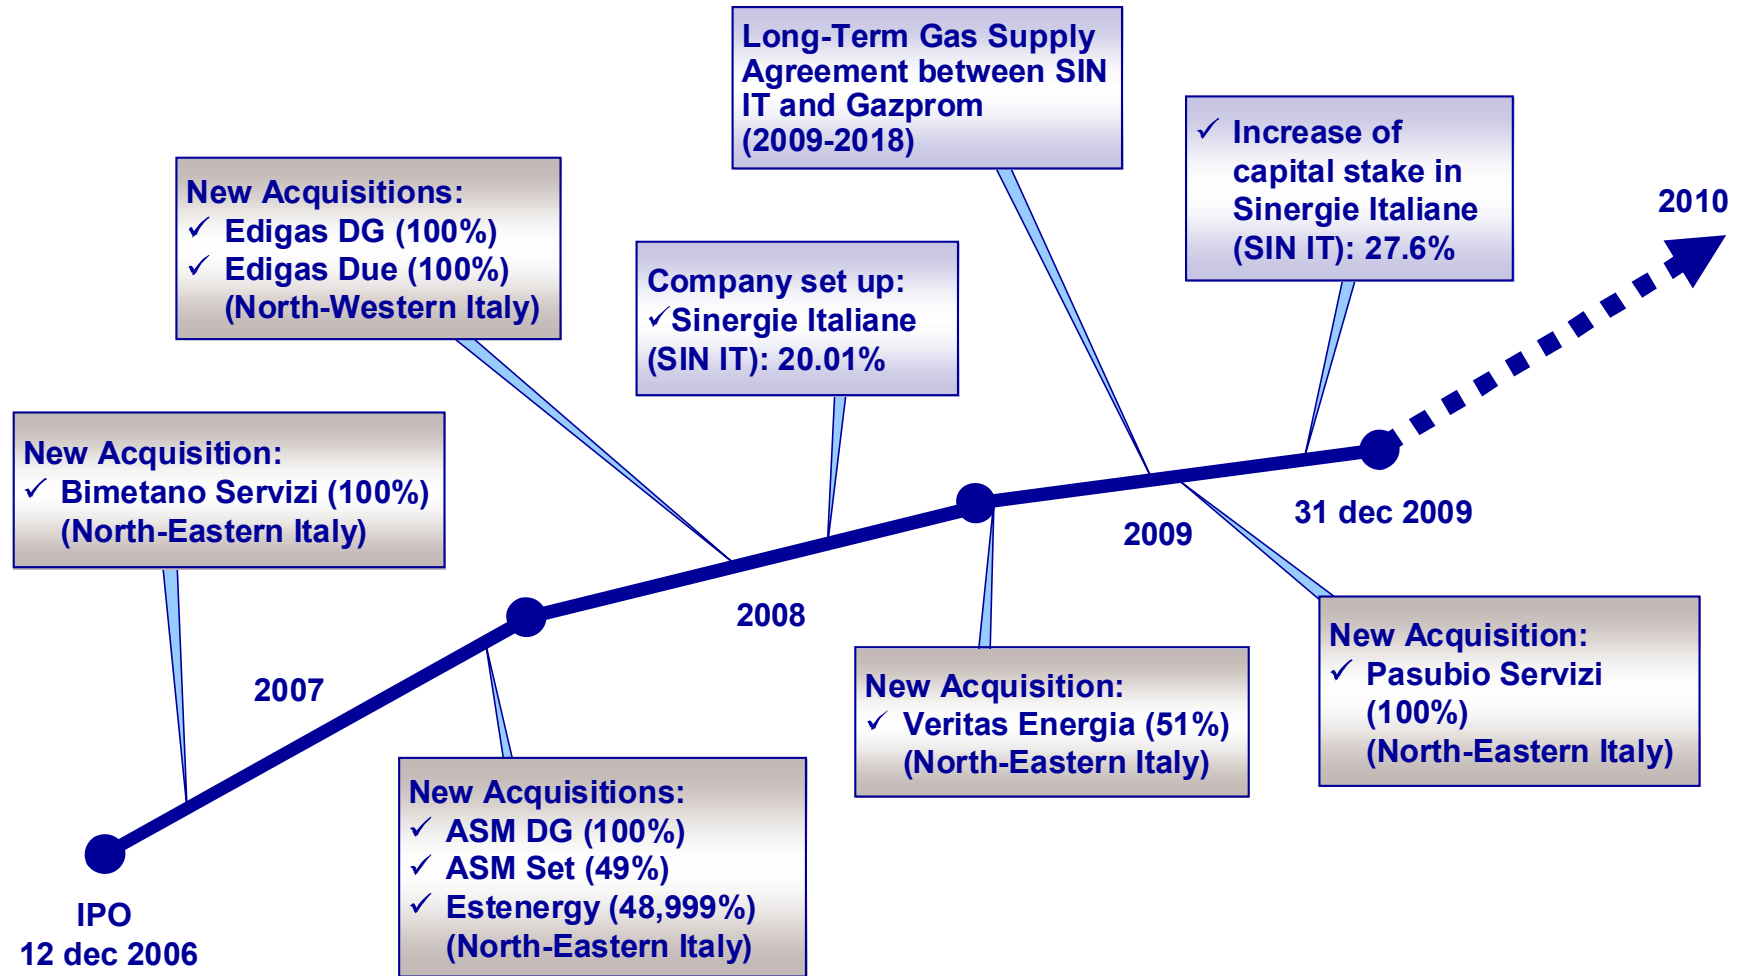 Long-Term Gas Supply
Agreement between SIN
IT and Gazprom
(2009-2018)
✓ Increase of
capital stake in
Sinergie Italiane
(SIN IT): 27.6%
2010
New Acquisitions:
✓ Edigas DG (100%)
✓ Edigas Due (100%)
(North-Western Italy)
Company set up:
✓Sinergie Italiane
(SIN IT): 20.01%
New Acquisition:
✓ Bimetano Servizi (100%)
(North-Eastern Italy)
31 dec 2009
2009
2008
2007
New Acquisition:
✓ Pasubio Servizi
(100%)
(North-Eastern Italy)
New Acquisition:
✓ Veritas Energia (51%)
(North-Eastern Italy)
New Acquisitions:
✓ ASM DG (100%)
✓ ASM Set (49%)
✓ Estenergy (48,999%)
(North-Eastern Italy)
IPO
12 dec 2006